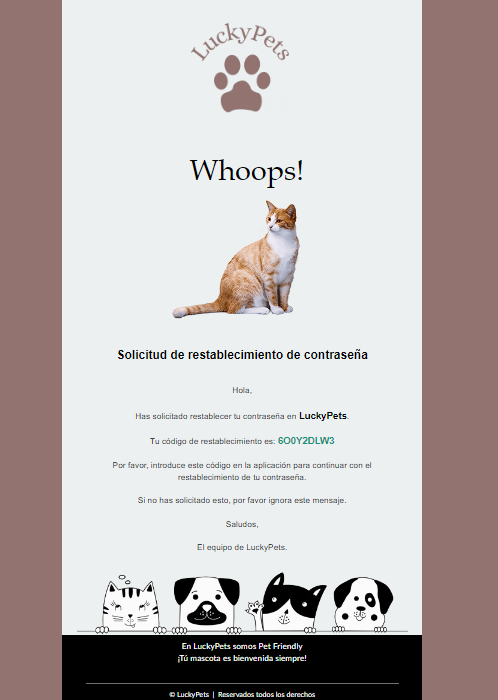 LuckyPets
Whoops!
Solicitud de restablecimiento de contraseña
Hola,
Has solicitado restablecer tu contraseña en LuckyPets.
Tu código de restablecimiento es: 6O0Y2DLW3
Por favor, introduce este código en la aplicación para continuar con el
restablecimiento de tu contraseña.
Si no has solicitado esto, por favor ignora este mensaje.
Saludos,
El equipo de LuckyPets.
En LuckyPets somos Pet Friendly
¡Tú mascota es bienvenida siempre!
© LuckyPets | Reservados todos los derechos